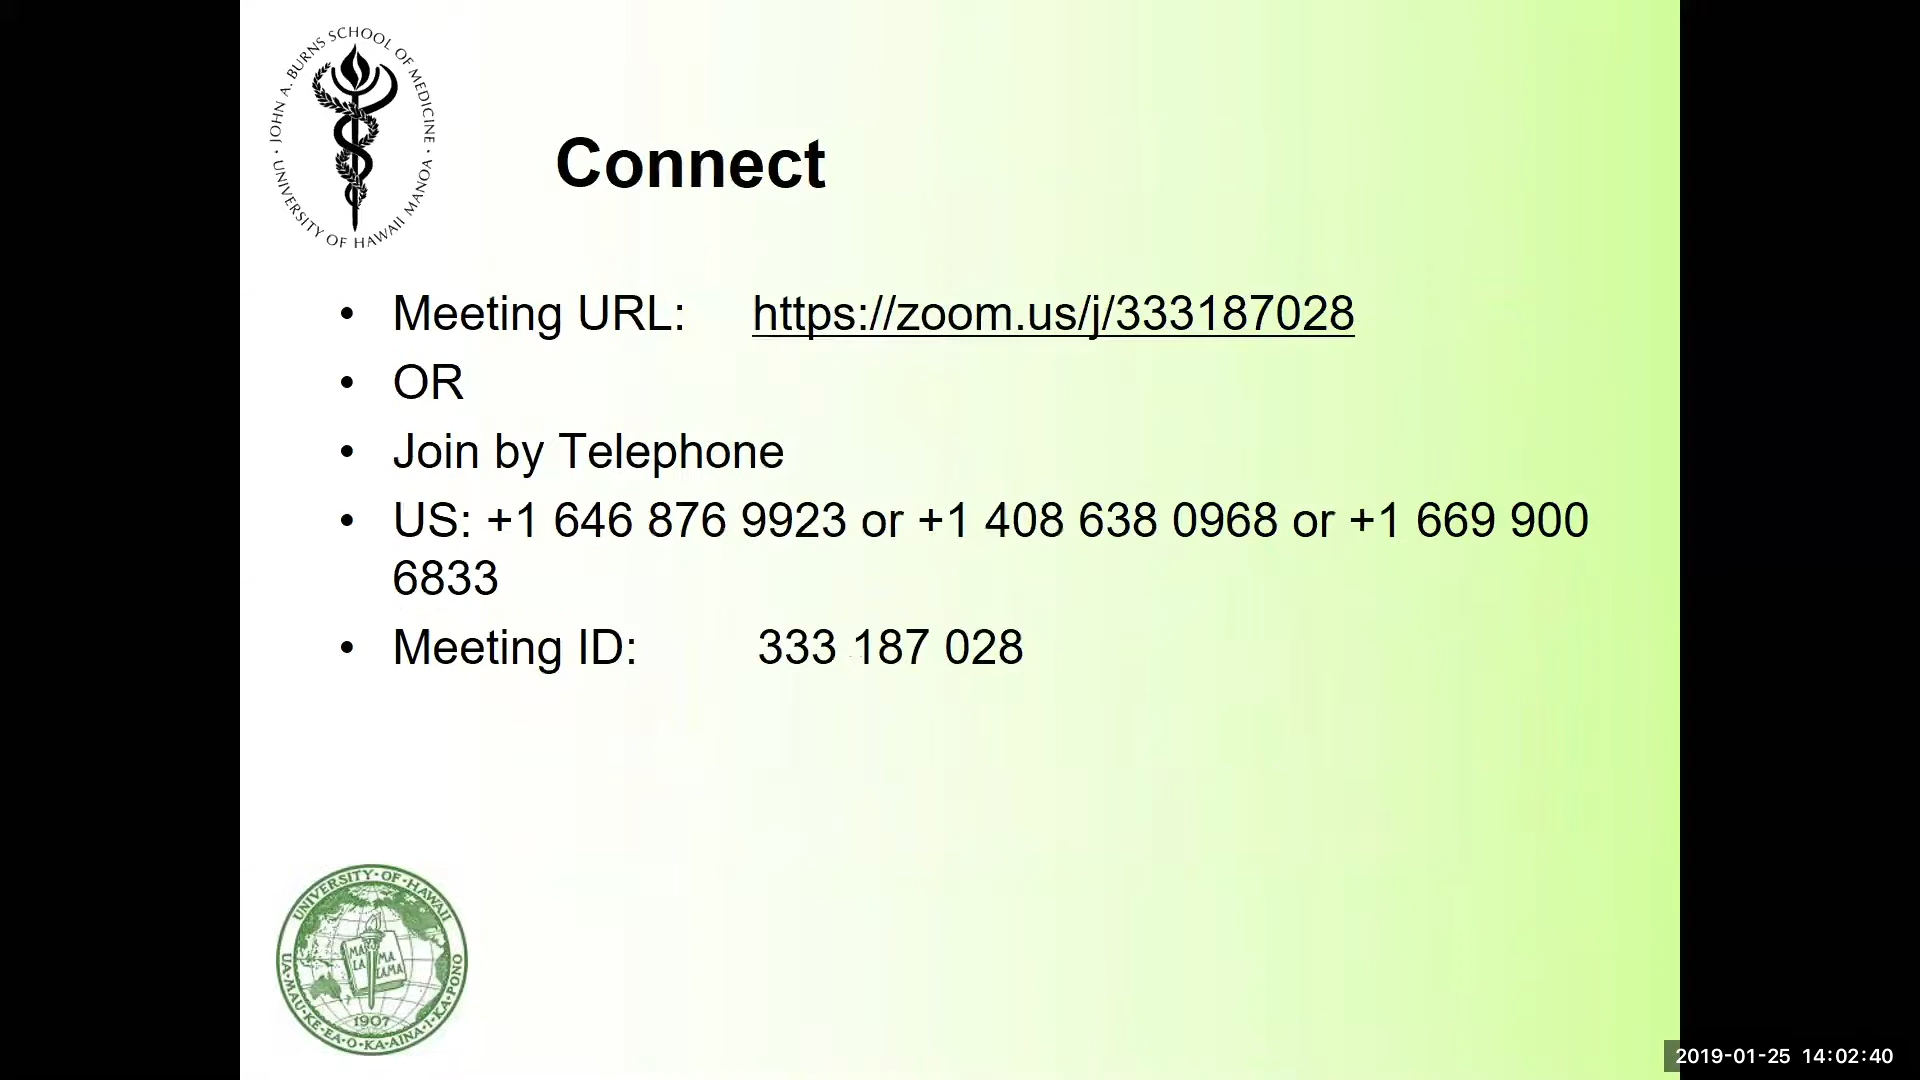 JOHN A. BURNS SCHOOL OF MEDICINE • UNIVERSITY OF HAWAII MANOA •
Connect
• Meeting URL: https://zoom.us/j/333187028
• OR
• Join by Telephone
• US: +1 646 876 9923 or +1 408 638 0968 or +1 669 900
6833
• Meeting ID: 333 187 028
UNIVERSITY·OF·HAWAII
MA
LA
MA
LAMA
1907
UA·MAU·KE·EA·O·KA·AINA·I·KA·PONO
2019-01-25 14:02:40